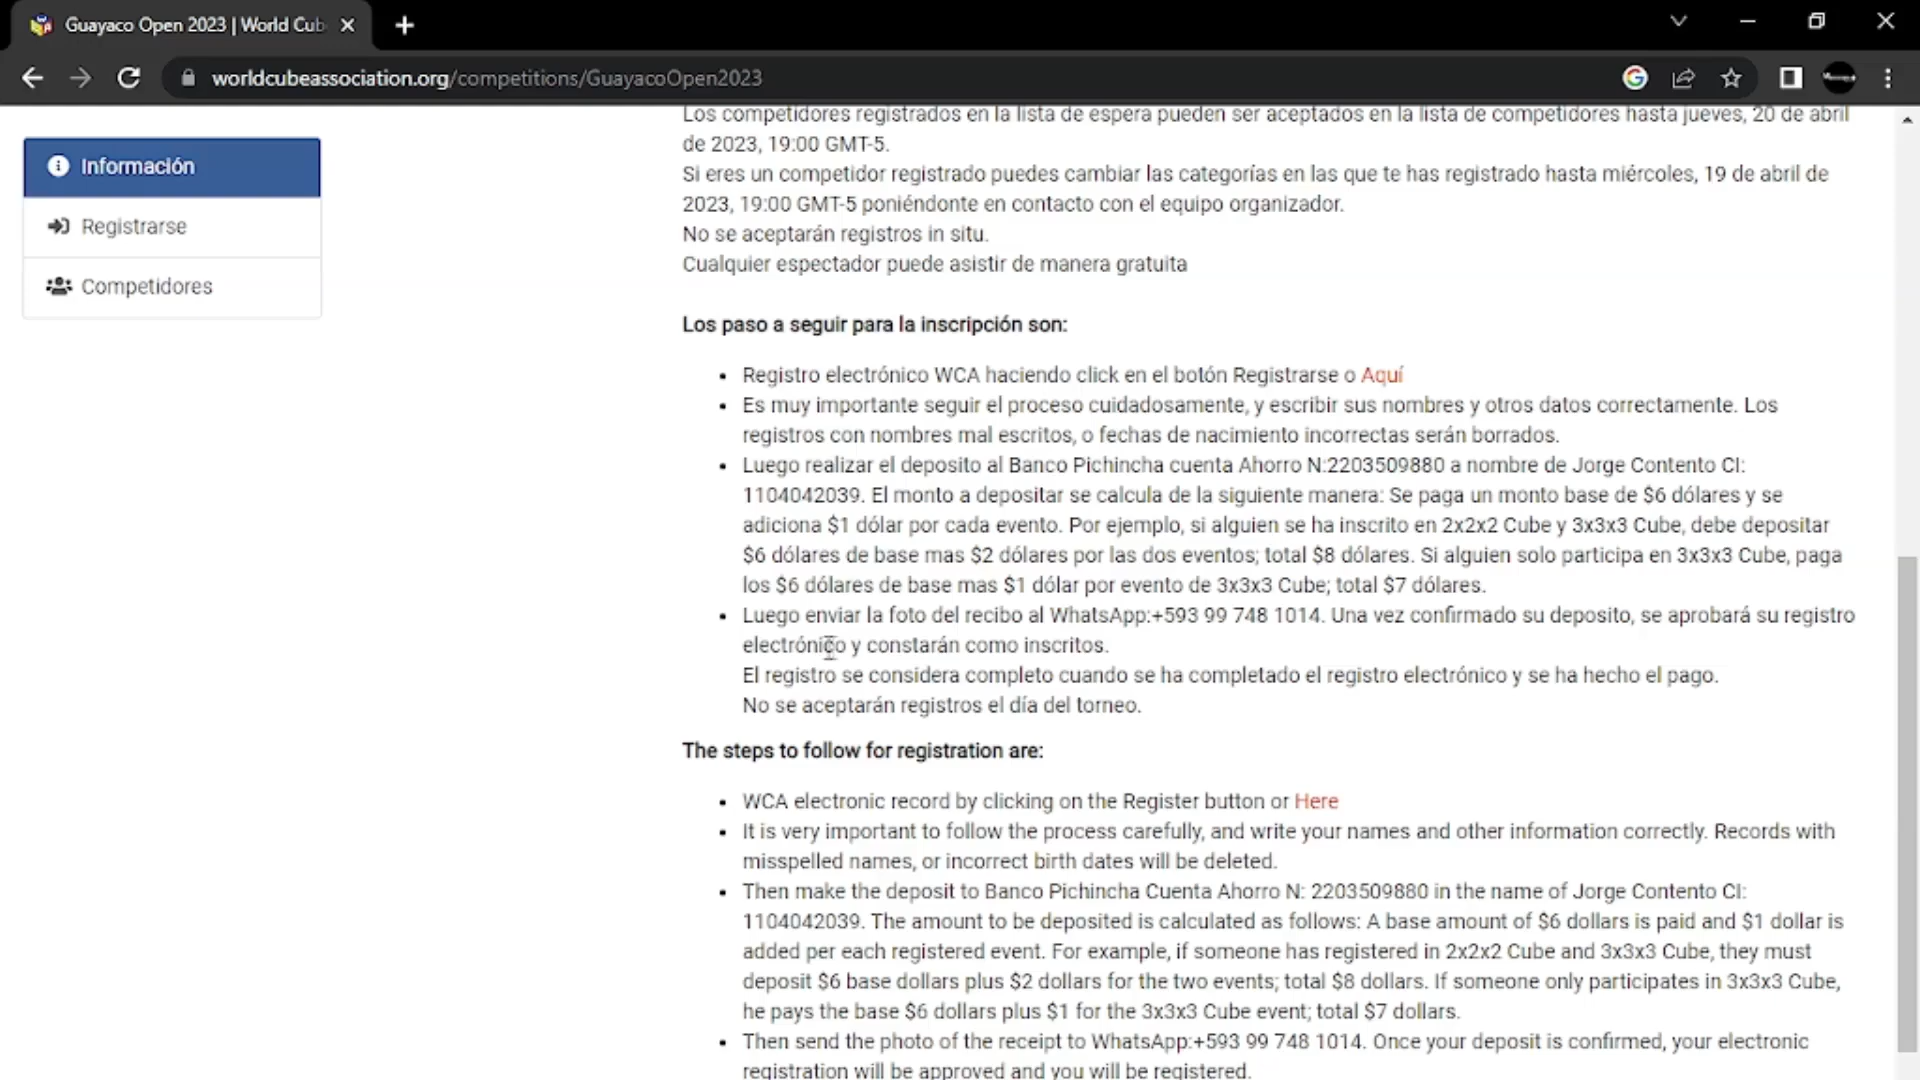 Guayaco Open 2023 | World Cub
worldcubeassociation.org/competitions/GuayacoOpen2023
Información
Registrarse
Competidores
Los competidores registrados en la lista de espera pueden ser aceptados en la lista de competidores hasta jueves, 20 de abril
de 2023, 19:00 GMT-5.
Si eres un competidor registrado puedes cambiar las categorías en las que te has registrado hasta miércoles, 19 de abril de
2023, 19:00 GMT-5 poniéndonte en contacto con el equipo organizador.
No se aceptarán registros in situ.
Cualquier espectador puede asistir de manera gratuita
Los paso a seguir para la inscripción son:
• Registro electrónico WCA haciendo click en el botón Registrarse o Aquí
• Es muy importante seguir el proceso cuidadosamente, y escribir sus nombres y otros datos correctamente. Los
registros con nombres mal escritos, o fechas de nacimiento incorrectas serán borrados.
• Luego realizar el deposito al Banco Pichincha cuenta Ahorro N:2203509880 a nombre de Jorge Contento CI:
1104042039. El monto a depositar se calcula de la siguiente manera: Se paga un monto base de $6 dólares y se
adiciona $1 dólar por cada evento. Por ejemplo, si alguien se ha inscrito en 2x2x2 Cube y 3x3x3 Cube, debe depositar
$6 dólares de base mas $2 dólares por las dos eventos; total $8 dólares. Si alguien solo participa en 3x3x3 Cube, paga
los $6 dólares de base mas $1 dólar por evento de 3x3x3 Cube; total $7 dólares.
• Luego enviar la foto del recibo al WhatsApp:+593 99 748 1014. Una vez confirmado su deposito, se aprobará su registro
electrónico y constarán como inscritos.
El registro se considera completo cuando se ha completado el registro electrónico y se ha hecho el pago.
No se aceptarán registros el día del torneo.
The steps to follow for registration are:
• WCA electronic record by clicking on the Register button or Here
• It is very important to follow the process carefully, and write your names and other information correctly. Records with
misspelled names, or incorrect birth dates will be deleted.
• Then make the deposit to Banco Pichincha Cuenta Ahorro N: 2203509880 in the name of Jorge Contento CI:
1104042039. The amount to be deposited is calculated as follows: A base amount of $6 dollars is paid and $1 dollar is
added per each registered event. For example, if someone has registered in 2x2x2 Cube and 3x3x3 Cube, they must
deposit $6 base dollars plus $2 dollars for the two events; total $8 dollars. If someone only participates in 3x3x3 Cube,
he pays the base $6 dollars plus $1 for the 3x3x3 Cube event; total $7 dollars.
• Then send the photo of the receipt to WhatsApp:+593 99 748 1014. Once your deposit is confirmed, your electronic
registration will be approved and you will be registered.